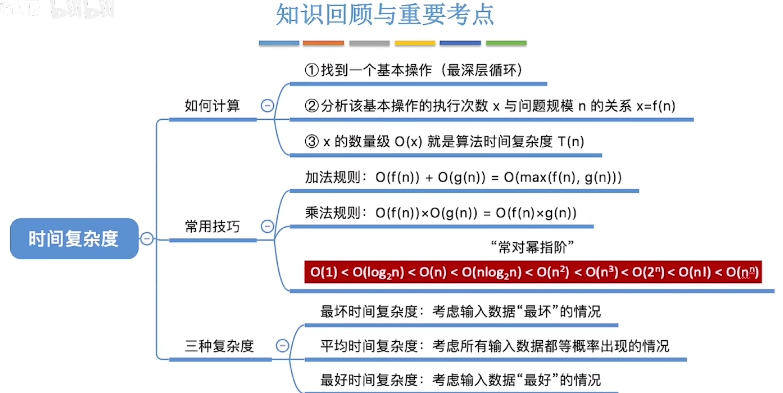 知识回顾与重要考点
①找到一个基本操作（最深层循环）
如何计算
②分析该基本操作的执行次数 x 与问题规模 n 的关系 x=f(n)
③ x 的数量级 O(x) 就是算法时间复杂度 T(n)
加法规则：O(f(n)) + O(g(n)) = O(max(f(n), g(n)))
时间复杂度
常用技巧
乘法规则：O(f(n))×O(g(n)) = O(f(n)×g(n))
“常对幂指阶”
O(1) < O(log₂n) < O(n) < O(nlog₂n) < O(n²) < O(n³) < O(2ⁿ) < O(n!) < O(nⁿ)
最坏时间复杂度：考虑输入数据“最坏”的情况
三种复杂度
平均时间复杂度：考虑所有输入数据都等概率出现的情况
最好时间复杂度：考虑输入数据“最好”的情况